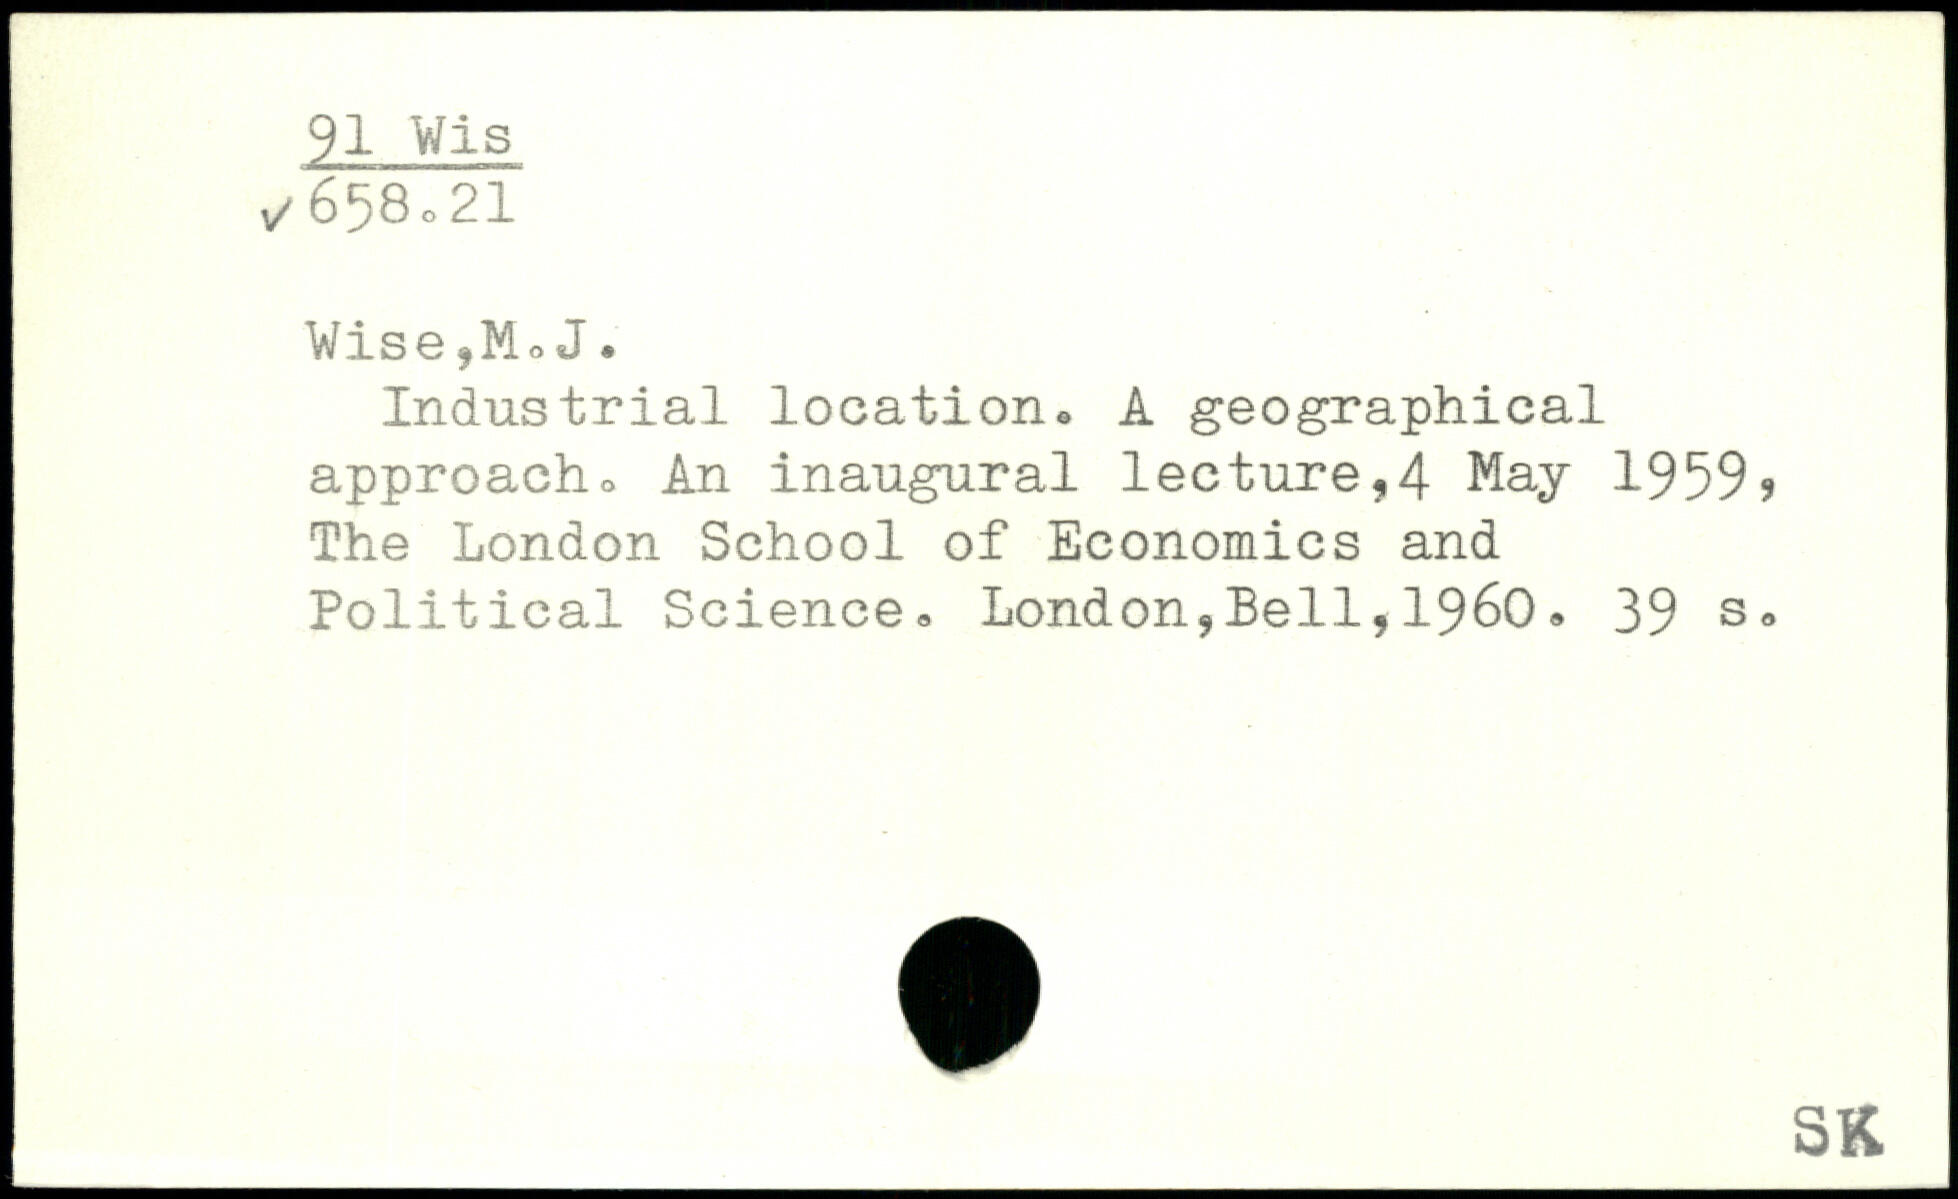 91 Wis
✓658.21
Wise,M.J.
Industrial location. A geographical
approach. An inaugural lecture,4 May 1959,
The London School of Economics and
Political Science. London,Bell,1960. 39 s.
SK